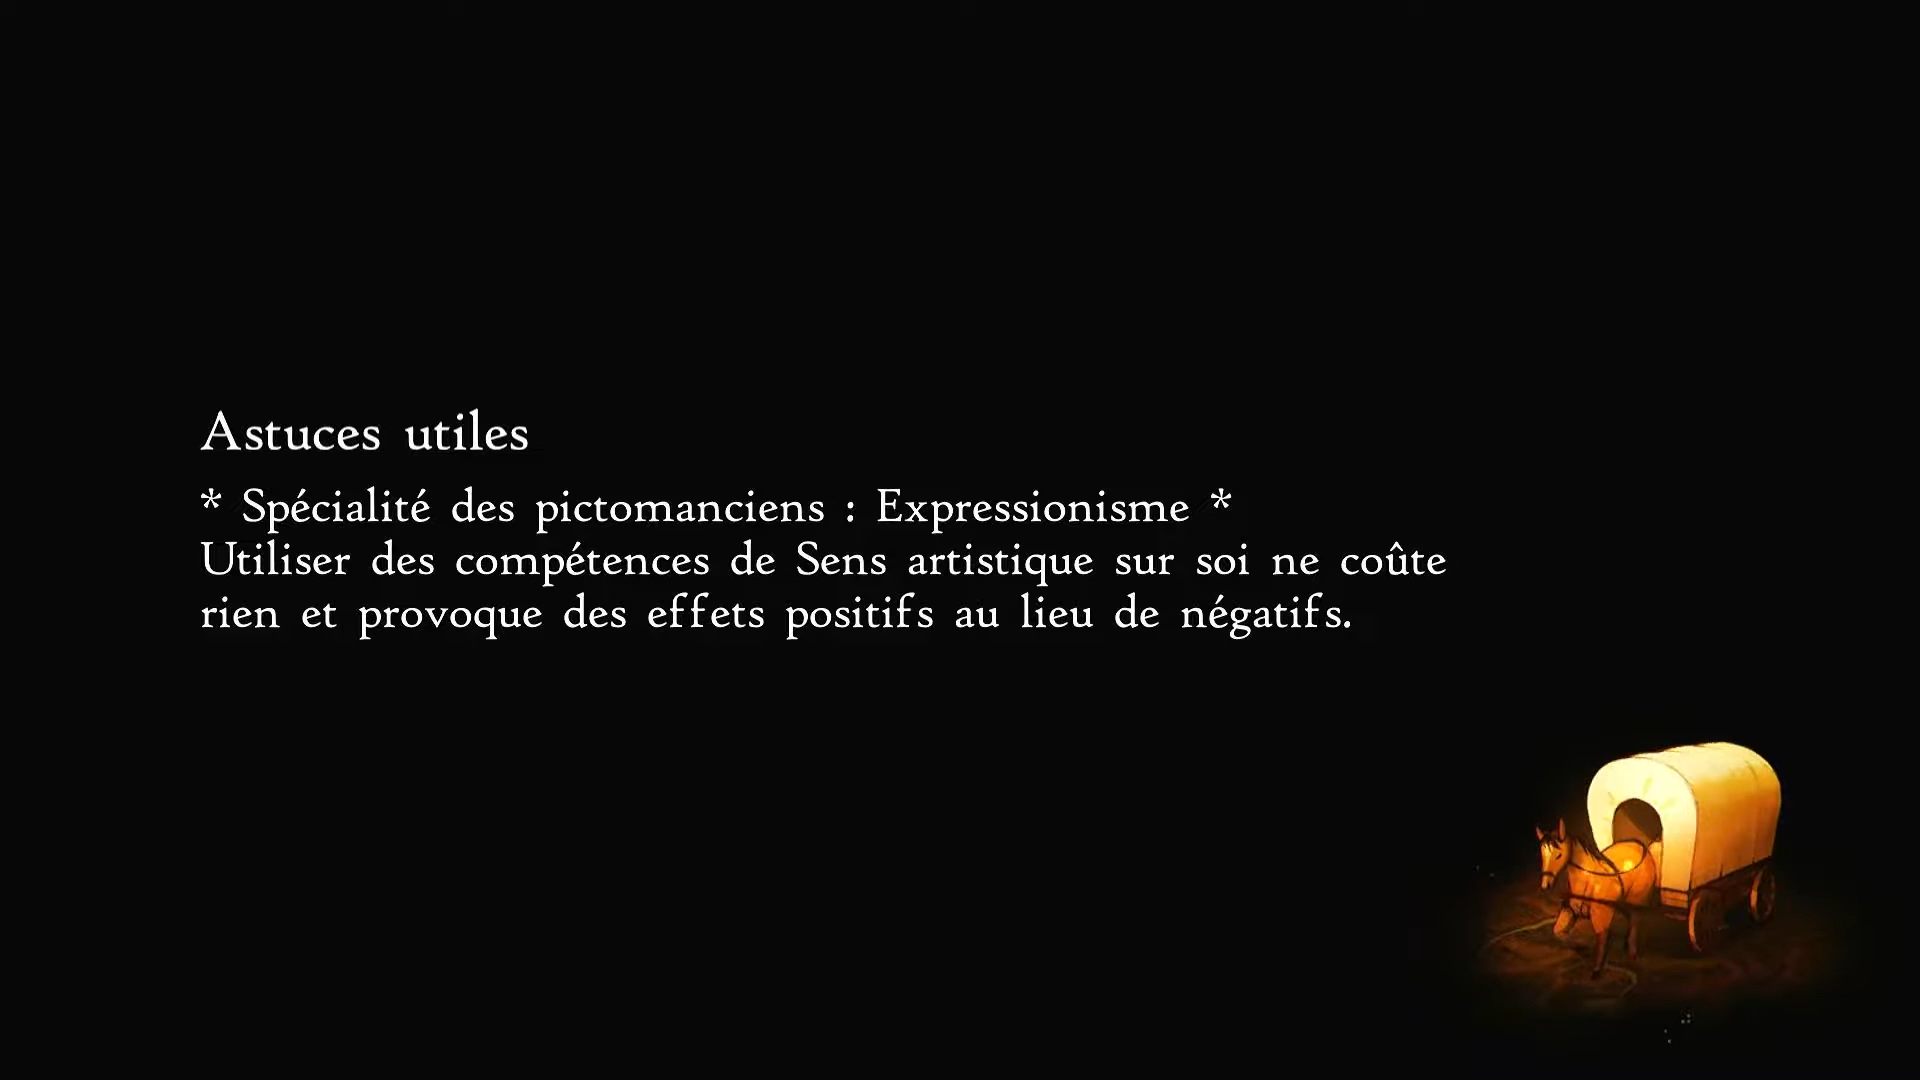 Astuces utiles
* Spécialité des pictomanciens : Expressionisme *
Utiliser des compétences de Sens artistique sur soi ne coûte
rien et provoque des effets positifs au lieu de négatifs.